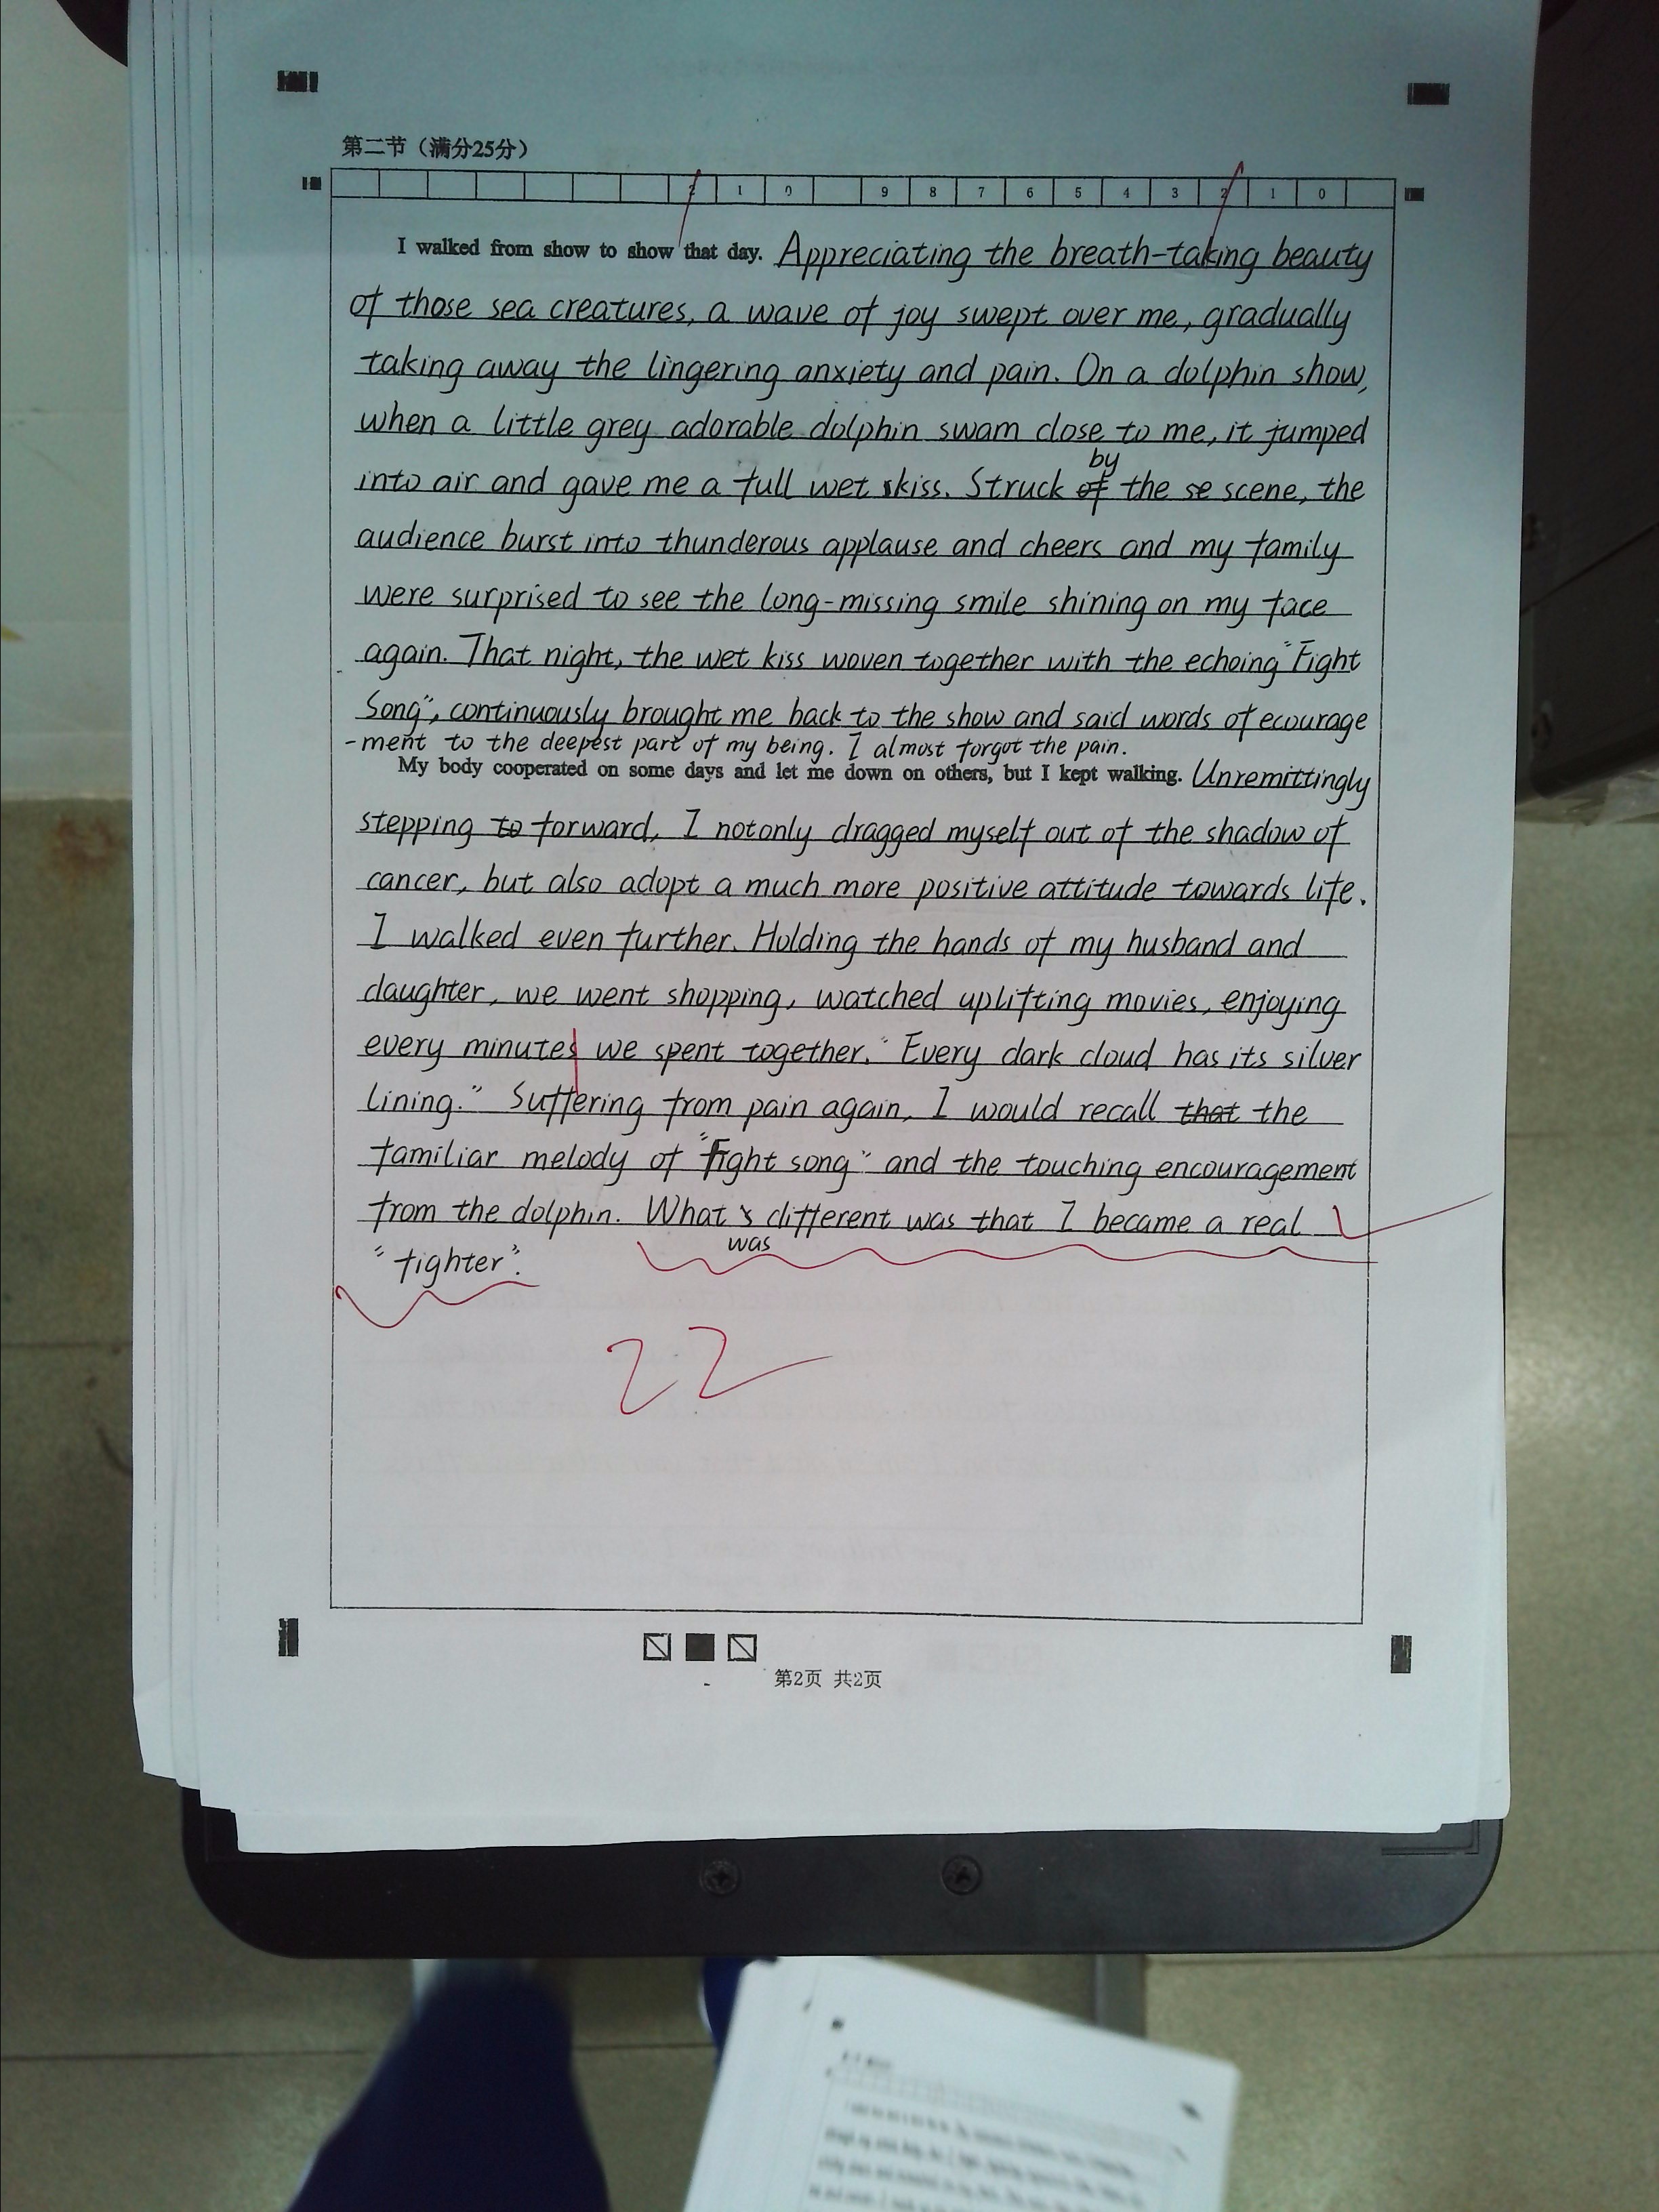 第二节（满分25分）
2 1 0 9 8 7 6 5 4 3 2 1 0
I walked from show to show that day. Appreciating the breath-taking beauty
of those sea creatures, a wave of joy swept over me, gradually
taking away the lingering anxiety and pain. On a dolphin show,
when a little grey adorable dolphin swam close to me, it jumped
by
into air and gave me a full wet kiss. Struck of the se scene, the
audience burst into thunderous applause and cheers and my family
were surprised to see the long-missing smile shining on my face
again. That night, the wet kiss woven together with the echoing "Fight
Song", continuously brought me back to the show and said words of ecourage
-ment to the deepest part of my being. I almost forgot the pain.
My body cooperated on some days and let me down on others, but I kept walking. Unremittingly
stepping to forward, I not only dragged myself out of the shadow of
cancer, but also adopt a much more positive attitude towards life.
I walked even further. Holding the hands of my husband and
daughter, we went shopping, watched uplifting movies, enjoying
every minutes we spent together. "Every dark cloud has its silver
lining." Suffering from pain again, I would recall that the
familiar melody of "Fight song" and the touching encouragement
from the dolphin. What's different was that I became a real
was
"fighter".
22
第2页 共2页